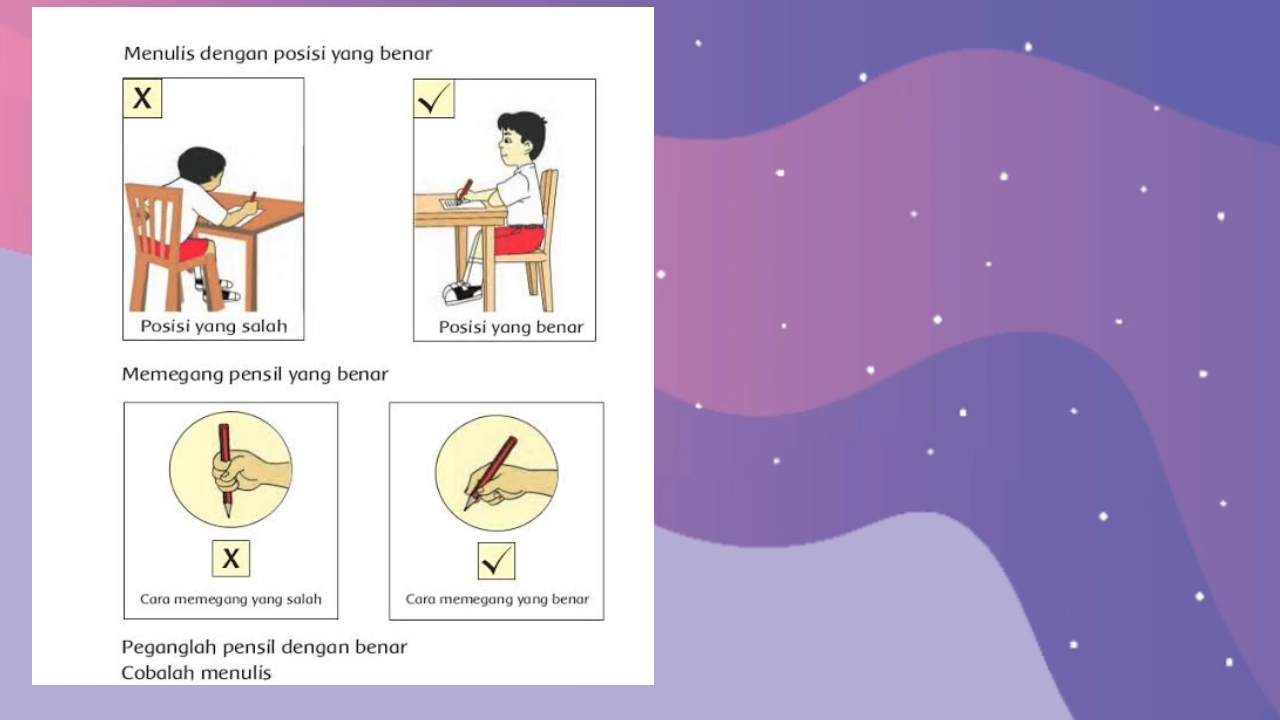 Menulis dengan posisi yang benar
X ✓
Posisi yang salah
Posisi yang benar
Memegang pensil yang benar
X ✓
Cara memegang yang salah
Cara memegang yang benar
Peganglah pensil dengan benar
Cobalah menulis